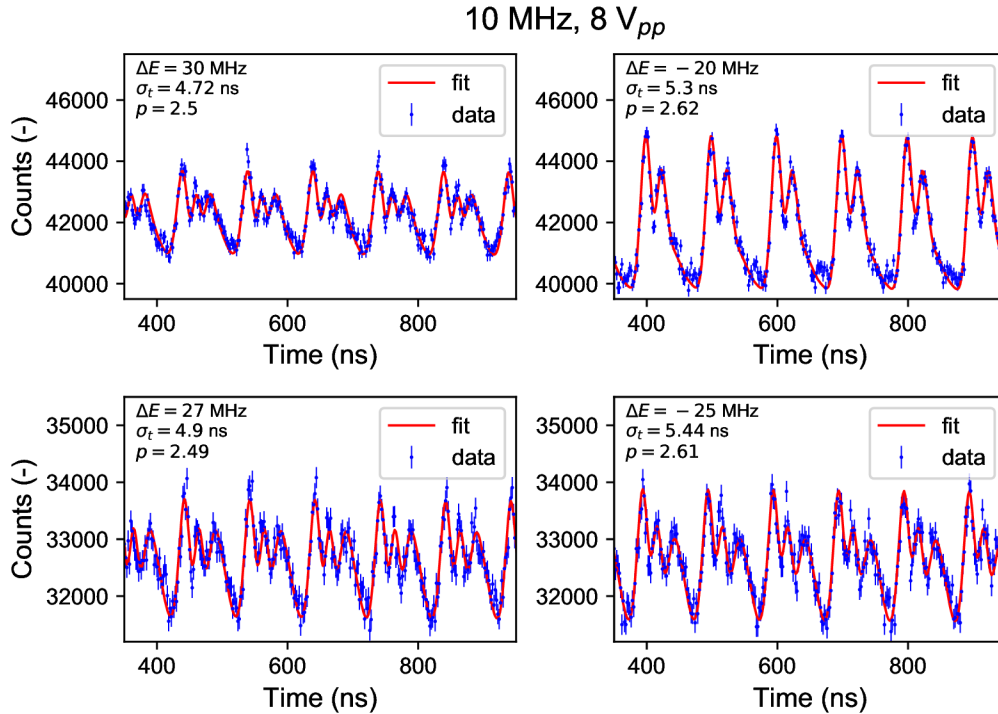 10 MHz, 8 V_pp
ΔE = 30 MHz
σ_t = 4.72 ns
p = 2.5
fit
data
46000
44000
42000
40000
Counts (-)
400 600 800
Time (ns)
ΔE = − 20 MHz
σ_t = 5.3 ns
p = 2.62
fit
data
46000
44000
42000
40000
400 600 800
Time (ns)
ΔE = 27 MHz
σ_t = 4.9 ns
p = 2.49
fit
data
35000
34000
33000
32000
Counts (-)
400 600 800
Time (ns)
ΔE = − 25 MHz
σ_t = 5.44 ns
p = 2.61
fit
data
35000
34000
33000
32000
400 600 800
Time (ns)